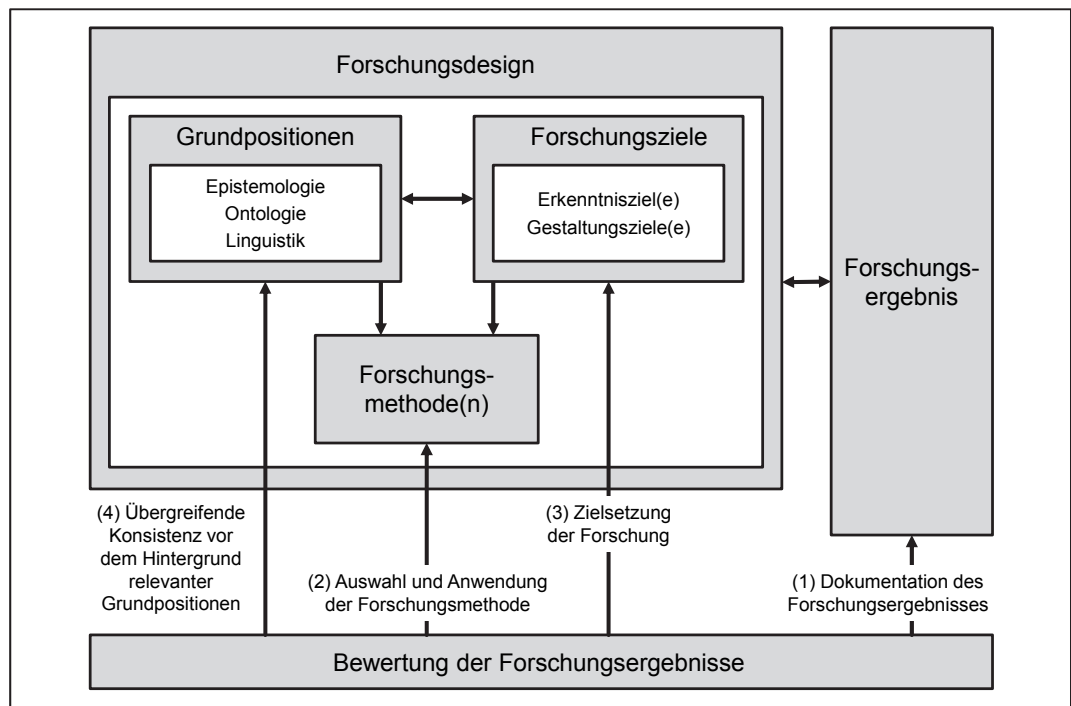 Forschungsdesign
Grundpositionen
Epistemologie
Ontologie
Linguistik
Forschungsziele
Erkenntnisziel(e)
Gestaltungsziele(e)
Forschungs-
methode(n)
Forschungs-
ergebnis
(4) Übergreifende
Konsistenz vor
dem Hintergrund
relevanter
Grundpositionen
(2) Auswahl und Anwendung
der Forschungsmethode
(3) Zielsetzung
der Forschung
(1) Dokumentation des
Forschungsergebnisses
Bewertung der Forschungsergebnisse